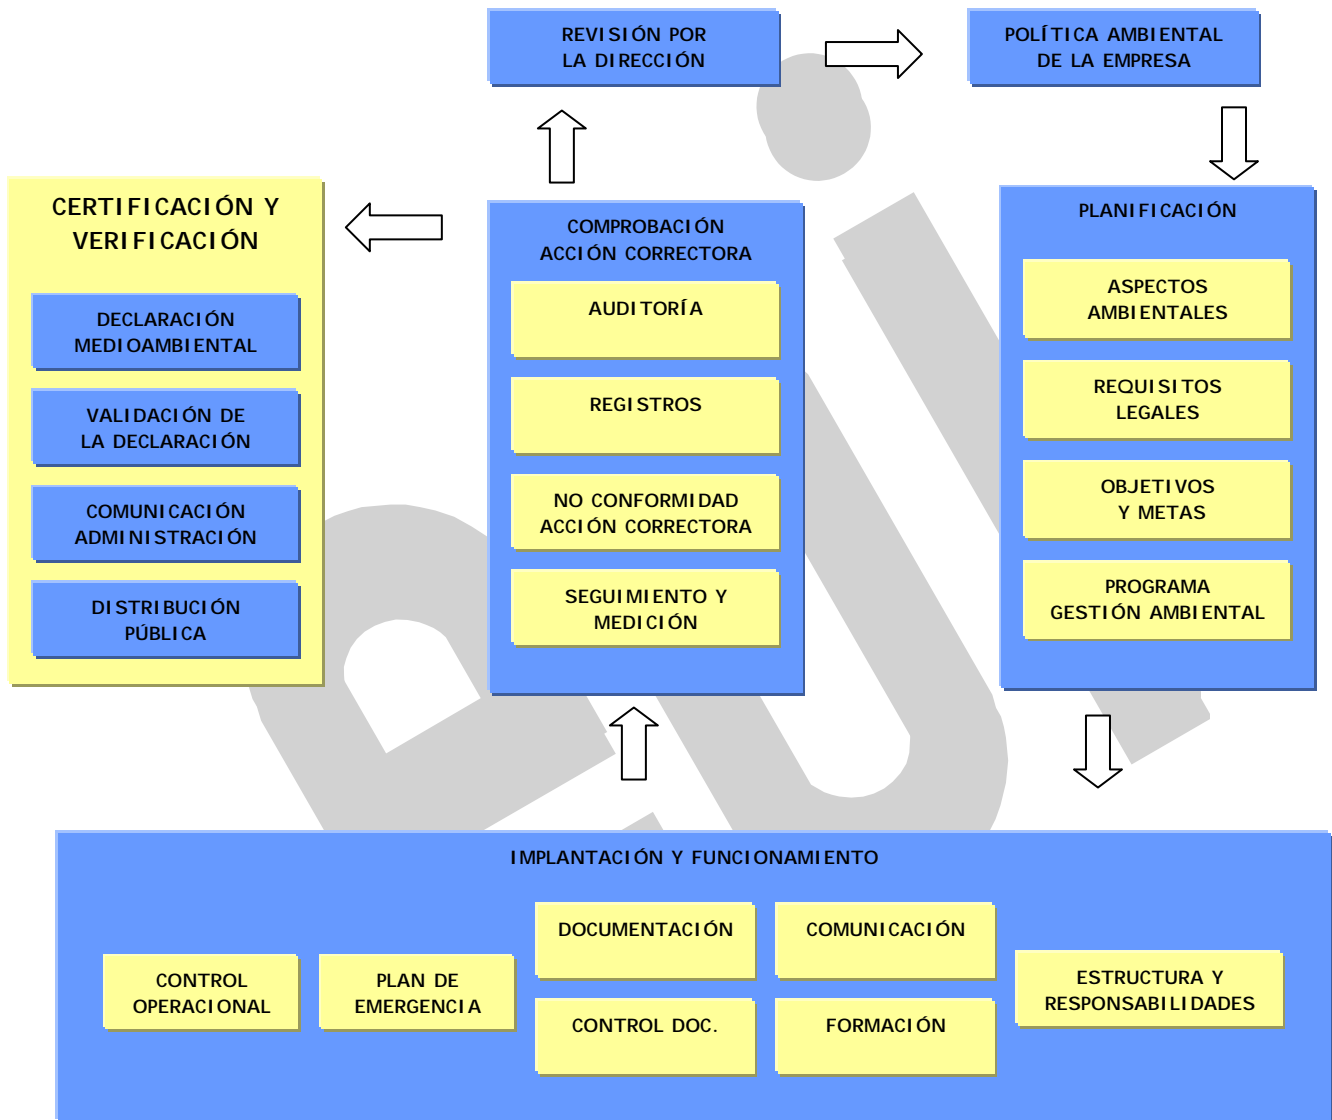 REVISIÓN POR
LA DIRECCIÓN
POLÍTICA AMBIENTAL
DE LA EMPRESA
CERTIFICACIÓN Y
VERIFICACIÓN
DECLARACIÓN
MEDIOAMBIENTAL
VALIDACIÓN DE
LA DECLARACIÓN
COMUNICACIÓN
ADMINISTRACIÓN
DISTRIBUCIÓN
PÚBLICA
COMPROBACIÓN
ACCIÓN CORRECTORA
AUDITORÍA
REGISTROS
NO CONFORMIDAD
ACCIÓN CORRECTORA
SEGUIMIENTO Y
MEDICIÓN
PLANIFICACIÓN
ASPECTOS
AMBIENTALES
REQUISITOS
LEGALES
OBJETIVOS
Y METAS
PROGRAMA
GESTIÓN AMBIENTAL
IMPLANTACIÓN Y FUNCIONAMIENTO
CONTROL
OPERACIONAL
PLAN DE
EMERGENCIA
DOCUMENTACIÓN
CONTROL DOC.
COMUNICACIÓN
FORMACIÓN
ESTRUCTURA Y
RESPONSABILIDADES